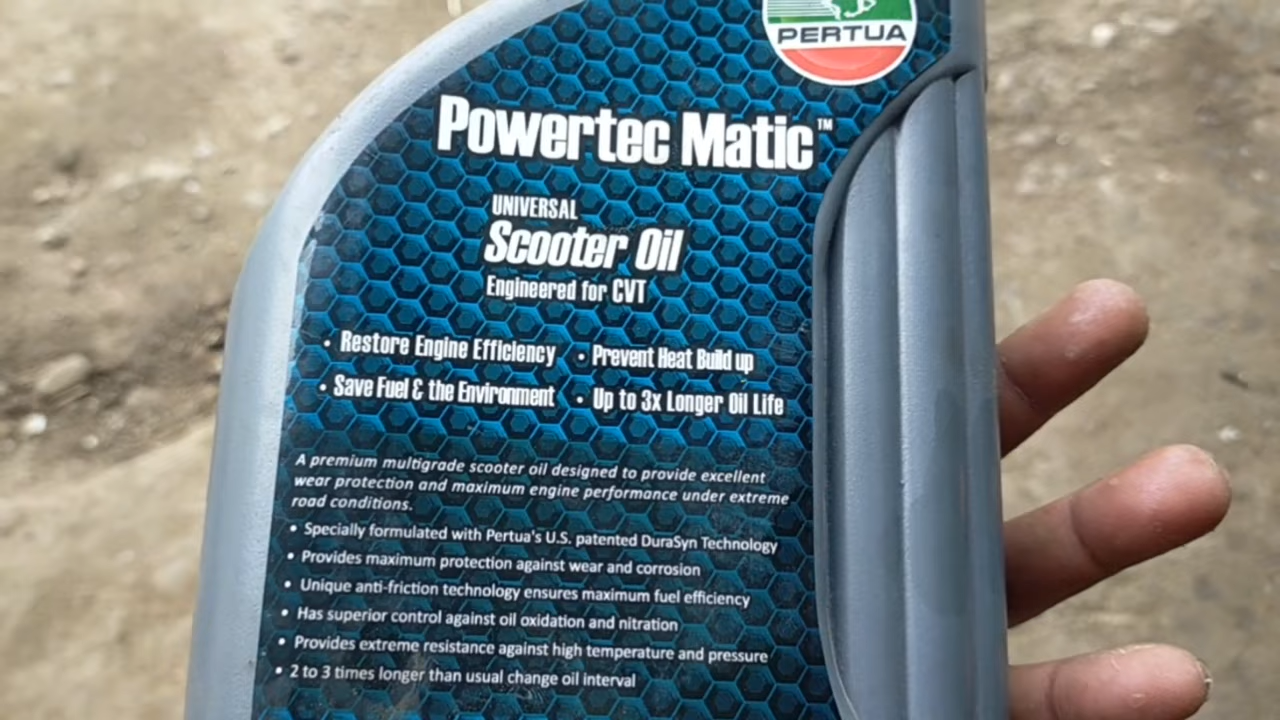 PERTUA
Powertec Matic™
UNIVERSAL
Scooter Oil
Engineered for CVT
• Restore Engine Efficiency • Prevent Heat Build up
• Save Fuel & the Environment • Up to 3x Longer Oil Life
A premium multigrade scooter oil designed to provide excellent
wear protection and maximum engine performance under extreme
road conditions.
• Specially formulated with Pertua's U.S. patented DuraSyn Technology
• Provides maximum protection against wear and corrosion
• Unique anti-friction technology ensures maximum fuel efficiency
• Has superior control against oil oxidation and nitration
• Provides extreme resistance against high temperature and pressure
• 2 to 3 times longer than usual change oil interval